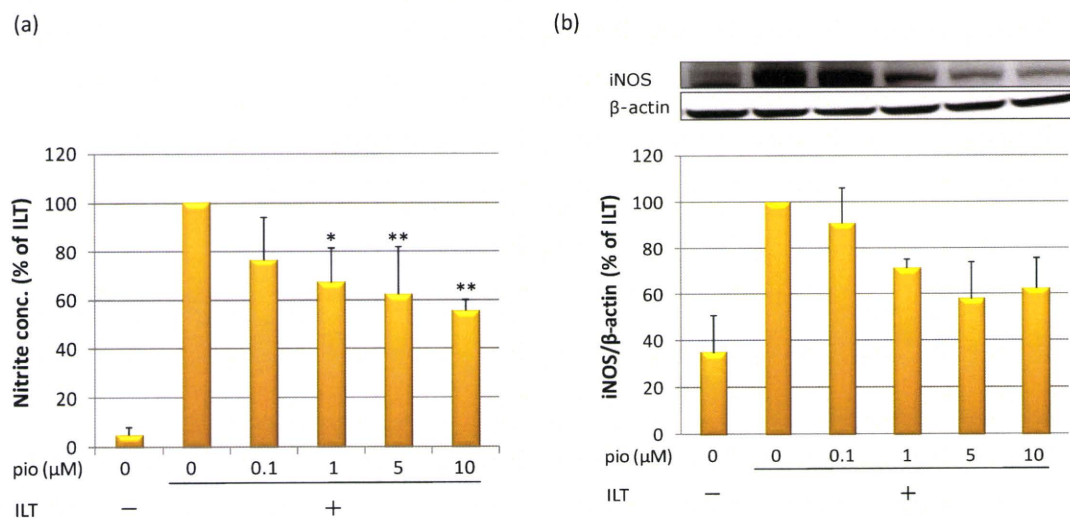 (a)
Nitrite conc. (% of ILT)
120
100
80
60
40
20
0
*
**
**
pio (μM) 0 0 0.1 1 5 10
ILT − +
(b)
iNOS
β-actin
iNOS/β-actin (% of ILT)
120
100
80
60
40
20
0
pio (μM) 0 0 0.1 1 5 10
ILT − +